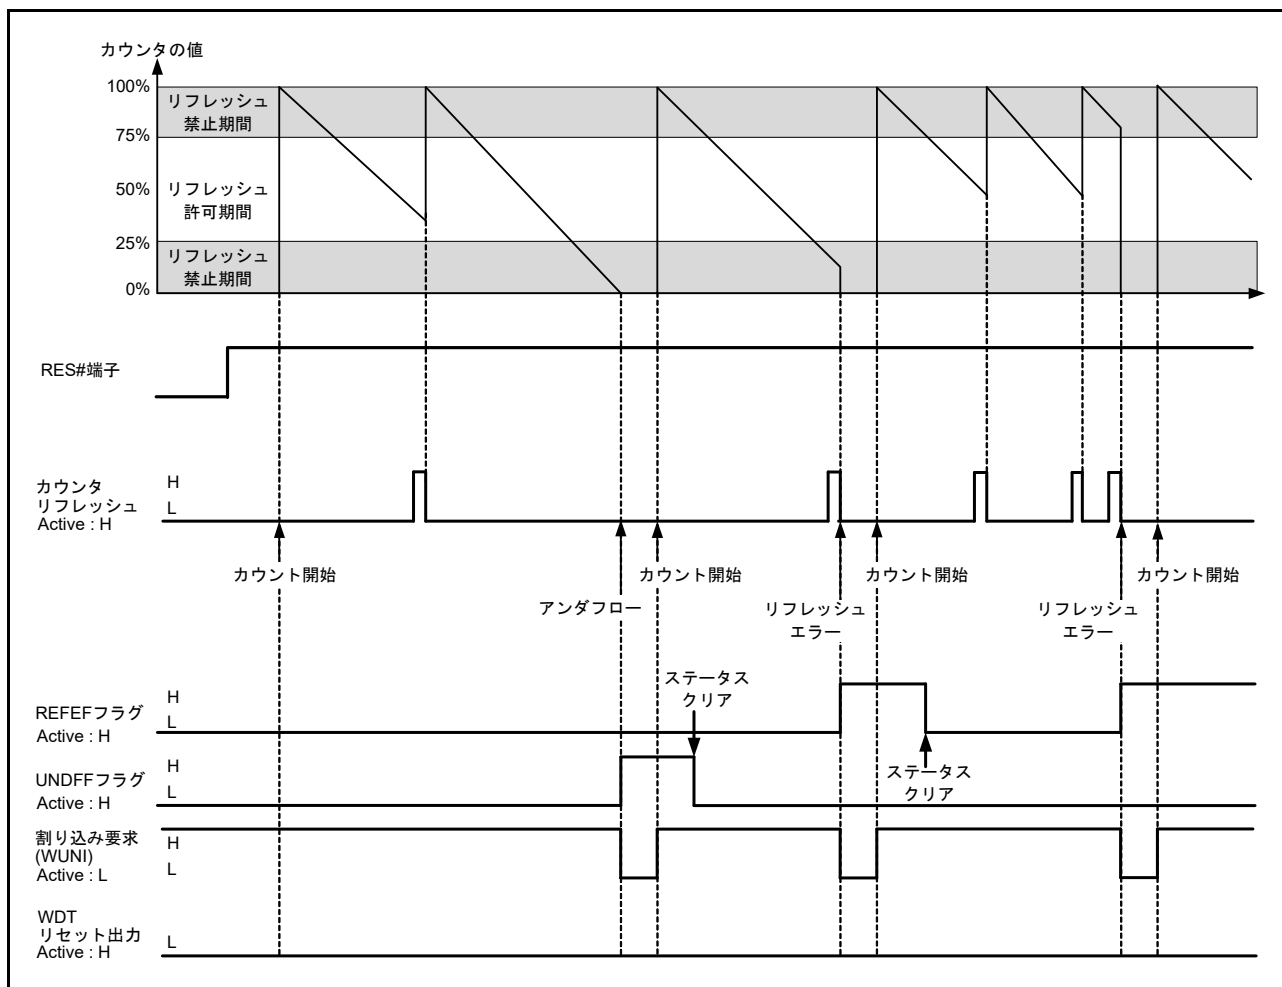 カウンタの値
100%
リフレッシュ
禁止期間
75%
50%
リフレッシュ
許可期間
25%
リフレッシュ
禁止期間
0%
RES#端子
カウンタ
リフレッシュ
Active : H
H
L
カウント開始
カウント開始
カウント開始
カウント開始
アンダフロー
リフレッシュ
エラー
リフレッシュ
エラー
ステータス
クリア
REFEFフラグ
Active : H
H
L
ステータス
クリア
UNDFFフラグ
Active : H
H
L
割り込み要求
(WUNI)
Active : L
H
L
WDT
リセット出力
Active : H
L